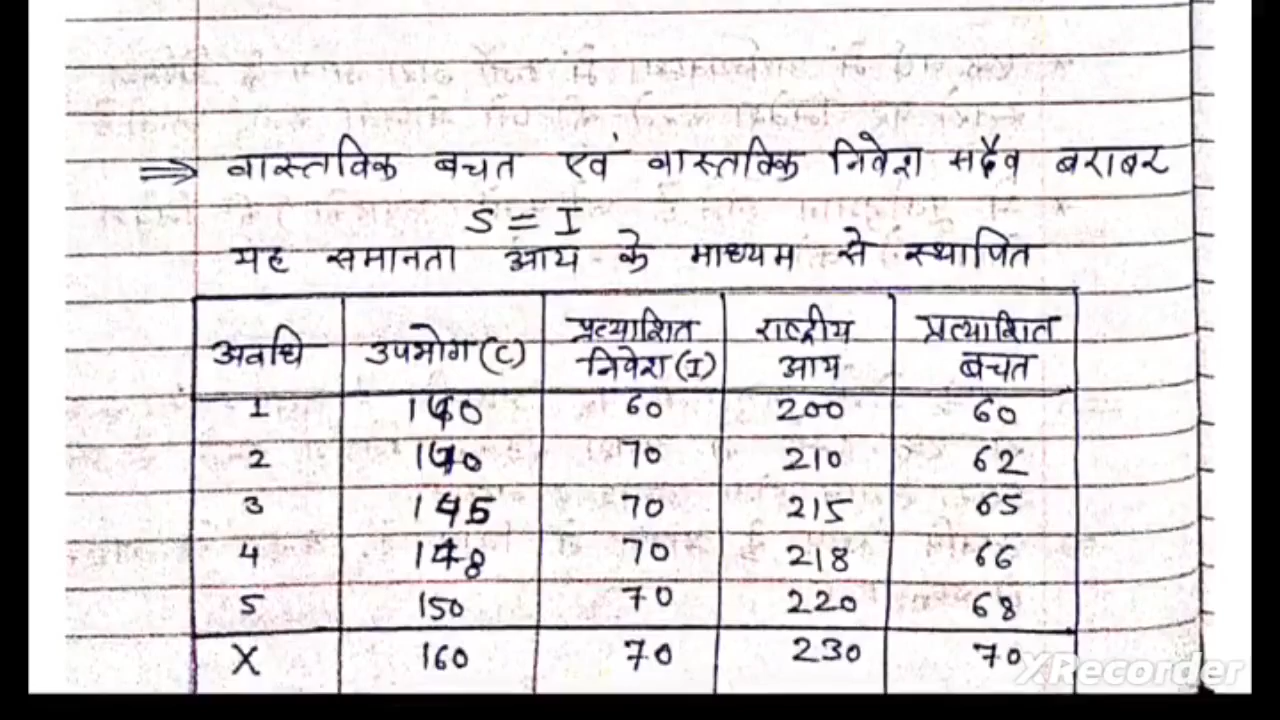 ⇒ वास्तविक बचत एवं वास्तविक निवेश सदैव बराबर
S = I
यह समानता आय के माध्यम से स्थापित
अवधि उपभोग (C) प्रत्याशित निवेश (I) राष्ट्रीय आय प्रत्याशित बचत
1 140 60 200 60
2 140 70 210 62
3 145 70 215 65
4 148 70 218 66
5 150 70 220 68
X 160 70 230 70
XRecorder